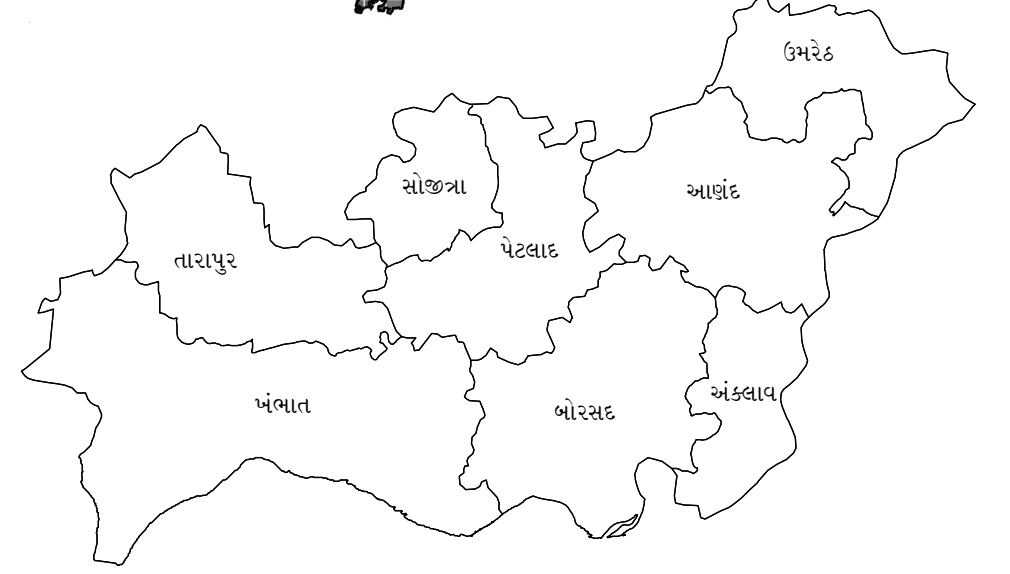 ઉમરેઠ
સોજીત્રા
આણંદ
પેટલાદ
તારાપુર
અંકલાવ
ખંભાત
બોરસદ